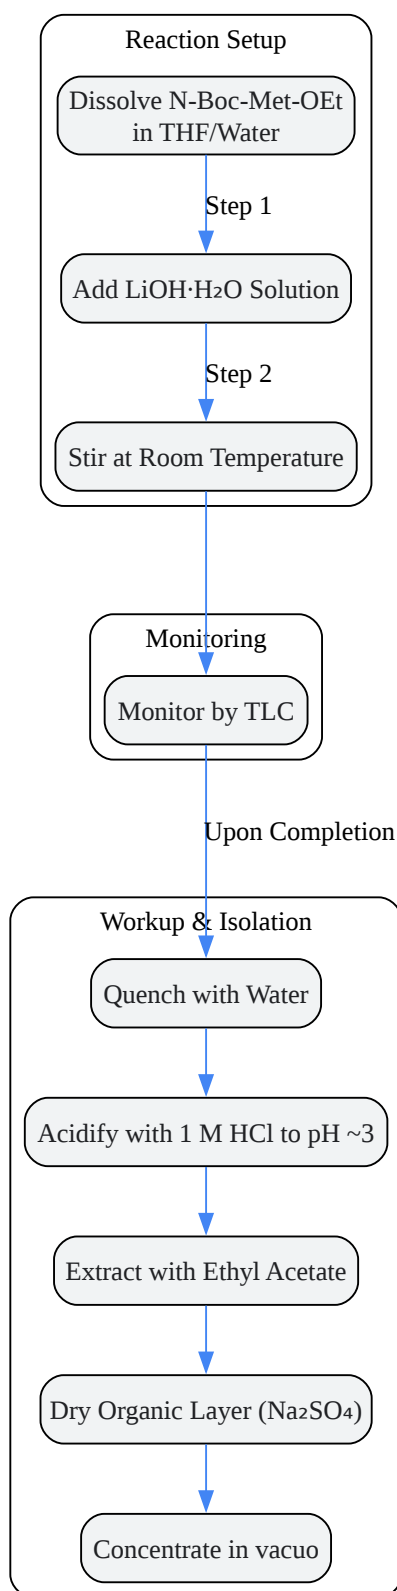 Reaction Setup
Dissolve N-Boc-Met-OEt
in THF/Water
Step 1
Add LiOH·H₂O Solution
Step 2
Stir at Room Temperature
Monitoring
Monitor by TLC
Upon Completion
Workup & Isolation
Quench with Water
Acidify with 1 M HCl to pH ~3
Extract with Ethyl Acetate
Dry Organic Layer (Na₂SO₄)
Concentrate in vacuo